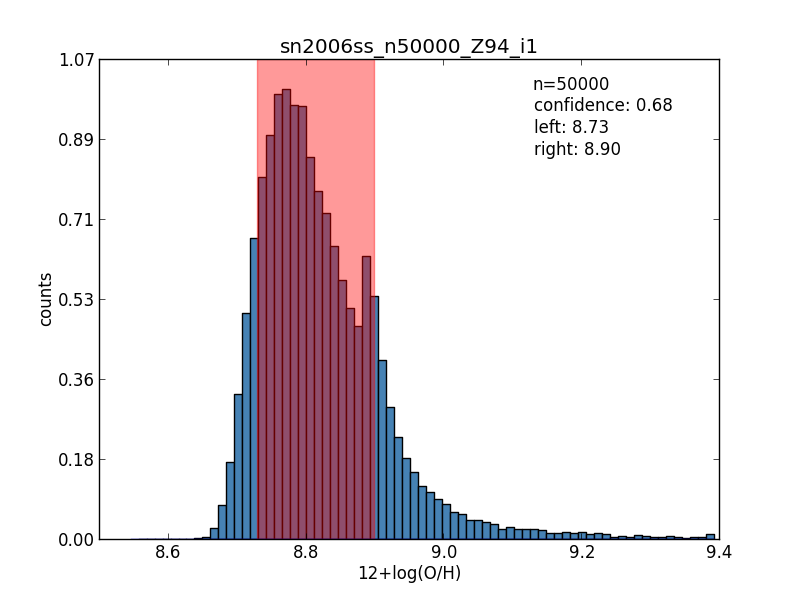 sn2006ss_n50000_Z94_i1
1.07
0.89
0.71
0.53
0.36
0.18
0.00
counts
n=50000
confidence: 0.68
left: 8.73
right: 8.90
8.6 8.8 9.0 9.2 9.4
12+log(O/H)